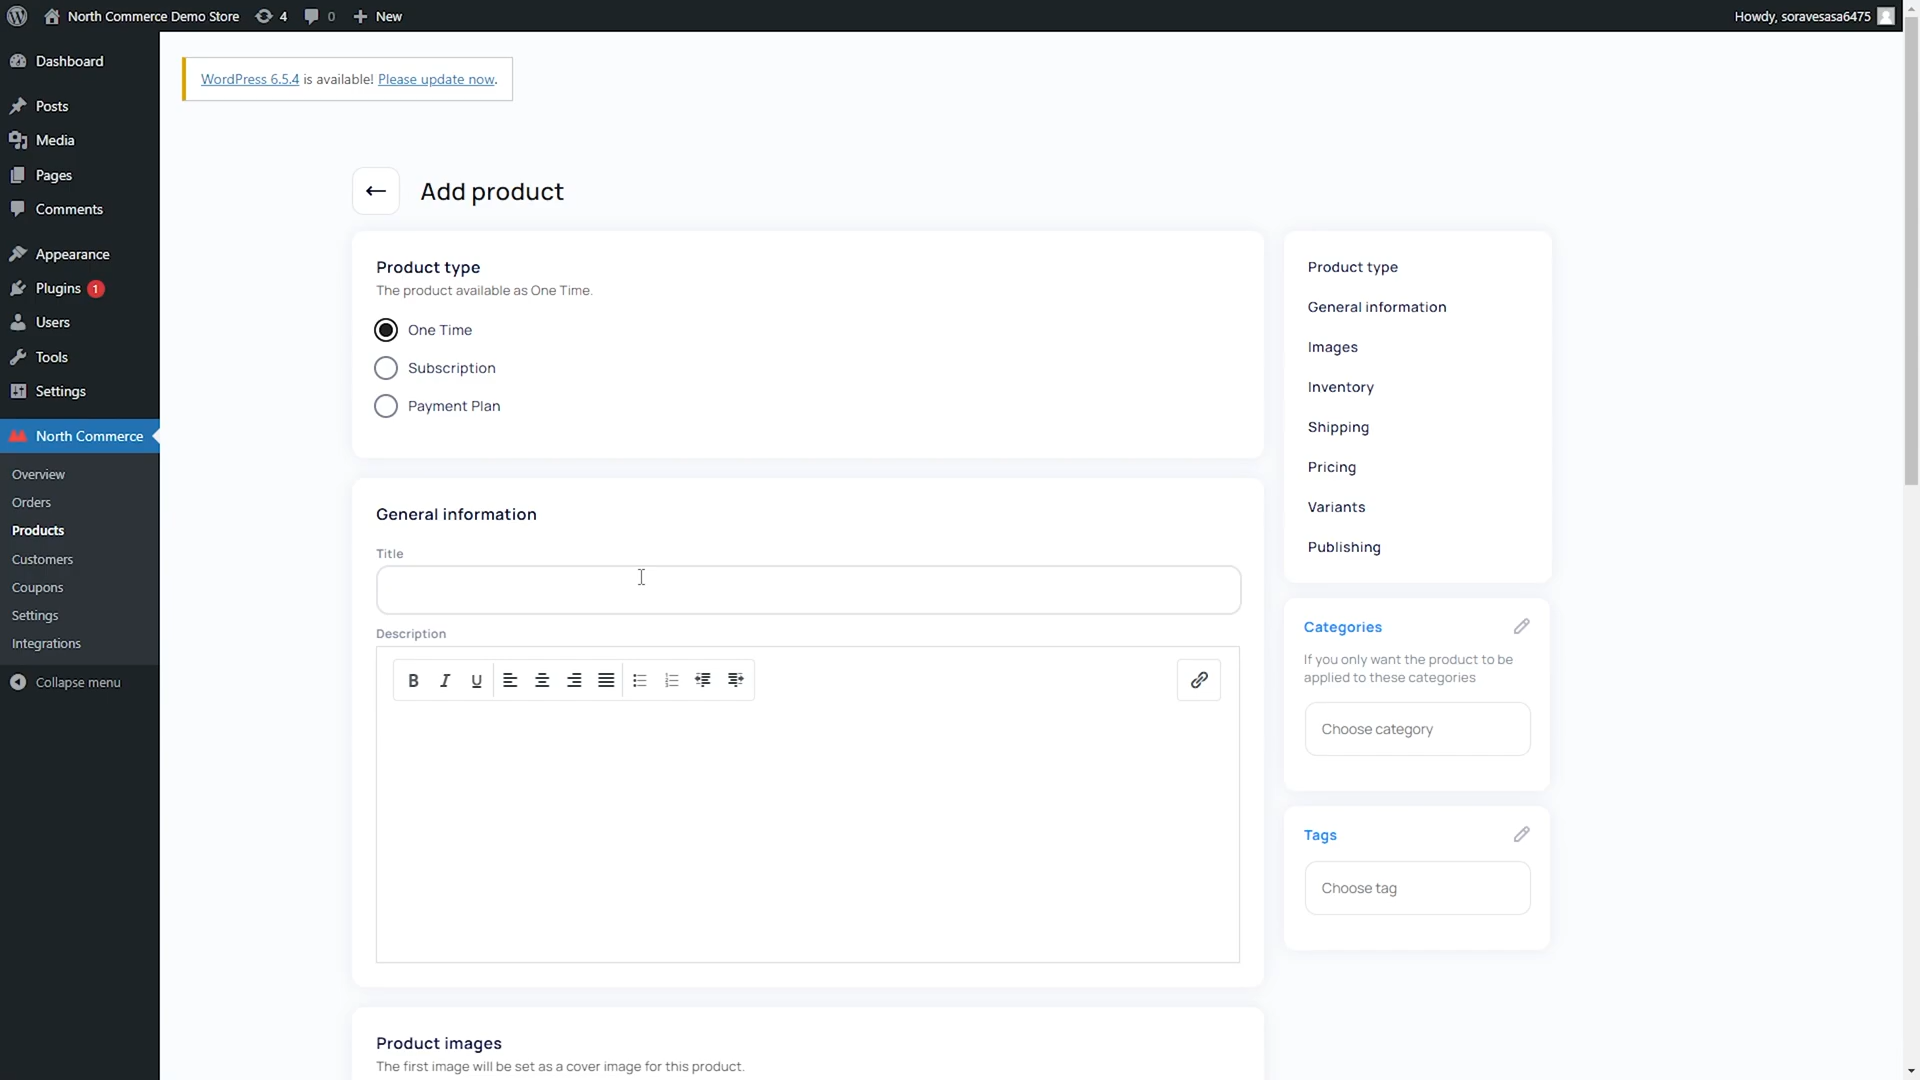 North Commerce Demo Store 4 0 New Howdy, soravesasa6475
Dashboard
Posts
Media
Pages
Comments
Appearance
Plugins 1
Users
Tools
Settings
North Commerce
Overview
Orders
Products
Customers
Coupons
Settings
Integrations
Collapse menu
WordPress 6.5.4 is available! Please update now.
Add product
Product type
The product available as One Time.
One Time
Subscription
Payment Plan
General information
Title
Description
B I U
Product images
The first image will be set as a cover image for this product.
Product type
General information
Images
Inventory
Shipping
Pricing
Variants
Publishing
Categories
If you only want the product to be
applied to these categories
Choose category
Tags
Choose tag